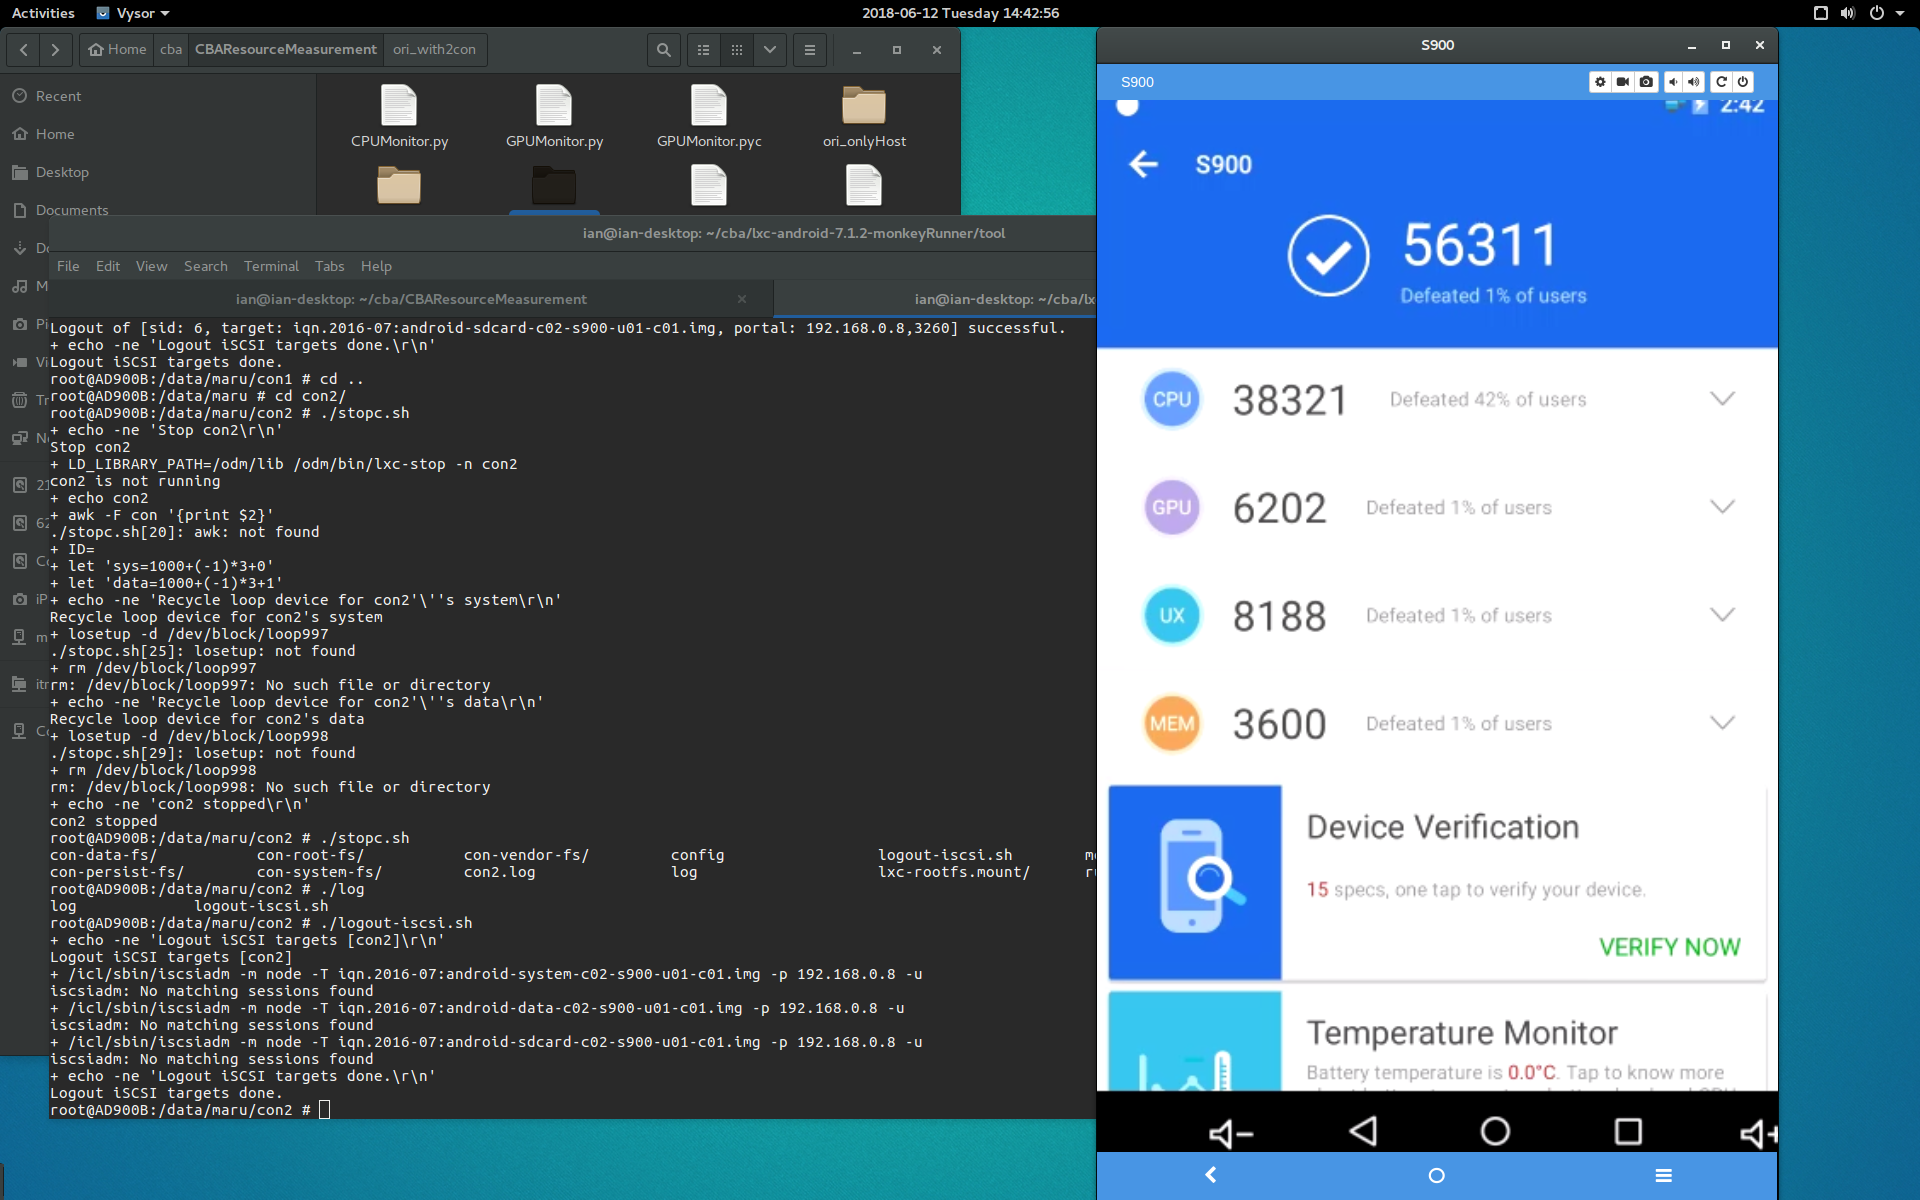 Activities
Vysor
2018-06-12 Tuesday 14:42:56
Home
cba
CBAResourceMeasurement
ori_with2con
Recent
Home
Desktop
Documents
CPUMonitor.py
GPUMonitor.py
GPUMonitor.pyc
ori_onlyHost
ian@ian-desktop: ~/cba/lxc-android-7.1.2-monkeyRunner/tool
File Edit View Search Terminal Tabs Help
ian@ian-desktop: ~/cba/CBAResourceMeasurement
ian@ian-desktop: ~/cba/lx
Logout of [sid: 6, target: iqn.2016-07:android-sdcard-c02-s900-u01-c01.img, portal: 192.168.0.8,3260] successful.
+ echo -ne 'Logout iSCSI targets done.\r\n'
Logout iSCSI targets done.
root@AD900B:/data/maru/con1 # cd ..
root@AD900B:/data/maru # cd con2/
root@AD900B:/data/maru/con2 # ./stopc.sh
+ echo -ne 'Stop con2\r\n'
Stop con2
+ LD_LIBRARY_PATH=/odm/lib /odm/bin/lxc-stop -n con2
con2 is not running
+ echo con2
+ awk -F con '{print $2}'
./stopc.sh[20]: awk: not found
+ ID=
+ let 'sys=1000+(-1)*3+0'
+ let 'data=1000+(-1)*3+1'
+ echo -ne 'Recycle loop device for con2'\''s system\r\n'
Recycle loop device for con2's system
+ losetup -d /dev/block/loop997
./stopc.sh[25]: losetup: not found
+ rm /dev/block/loop997
rm: /dev/block/loop997: No such file or directory
+ echo -ne 'Recycle loop device for con2'\''s data\r\n'
Recycle loop device for con2's data
+ losetup -d /dev/block/loop998
./stopc.sh[29]: losetup: not found
+ rm /dev/block/loop998
rm: /dev/block/loop998: No such file or directory
+ echo -ne 'con2 stopped\r\n'
con2 stopped
root@AD900B:/data/maru/con2 # ./stopc.sh
con-data-fs/ con-root-fs/ con-vendor-fs/ config logout-iscsi.sh
con-persist-fs/ con-system-fs/ con2.log log lxc-rootfs.mount/
root@AD900B:/data/maru/con2 # ./log
log logout-iscsi.sh
root@AD900B:/data/maru/con2 # ./logout-iscsi.sh
+ echo -ne 'Logout iSCSI targets [con2]\r\n'
Logout iSCSI targets [con2]
+ /icl/sbin/iscsiadm -m node -T iqn.2016-07:android-system-c02-s900-u01-c01.img -p 192.168.0.8 -u
iscsiadm: No matching sessions found
+ /icl/sbin/iscsiadm -m node -T iqn.2016-07:android-data-c02-s900-u01-c01.img -p 192.168.0.8 -u
iscsiadm: No matching sessions found
+ /icl/sbin/iscsiadm -m node -T iqn.2016-07:android-sdcard-c02-s900-u01-c01.img -p 192.168.0.8 -u
iscsiadm: No matching sessions found
+ echo -ne 'Logout iSCSI targets done.\r\n'
Logout iSCSI targets done.
root@AD900B:/data/maru/con2 #
S900
S900
2:42
S900
56311
Defeated 1% of users
CPU 38321 Defeated 42% of users
GPU 6202 Defeated 1% of users
UX 8188 Defeated 1% of users
MEM 3600 Defeated 1% of users
Device Verification
15 specs, one tap to verify your device.
VERIFY NOW
Temperature Monitor
Battery temperature is 0.0°C. Tap to know more